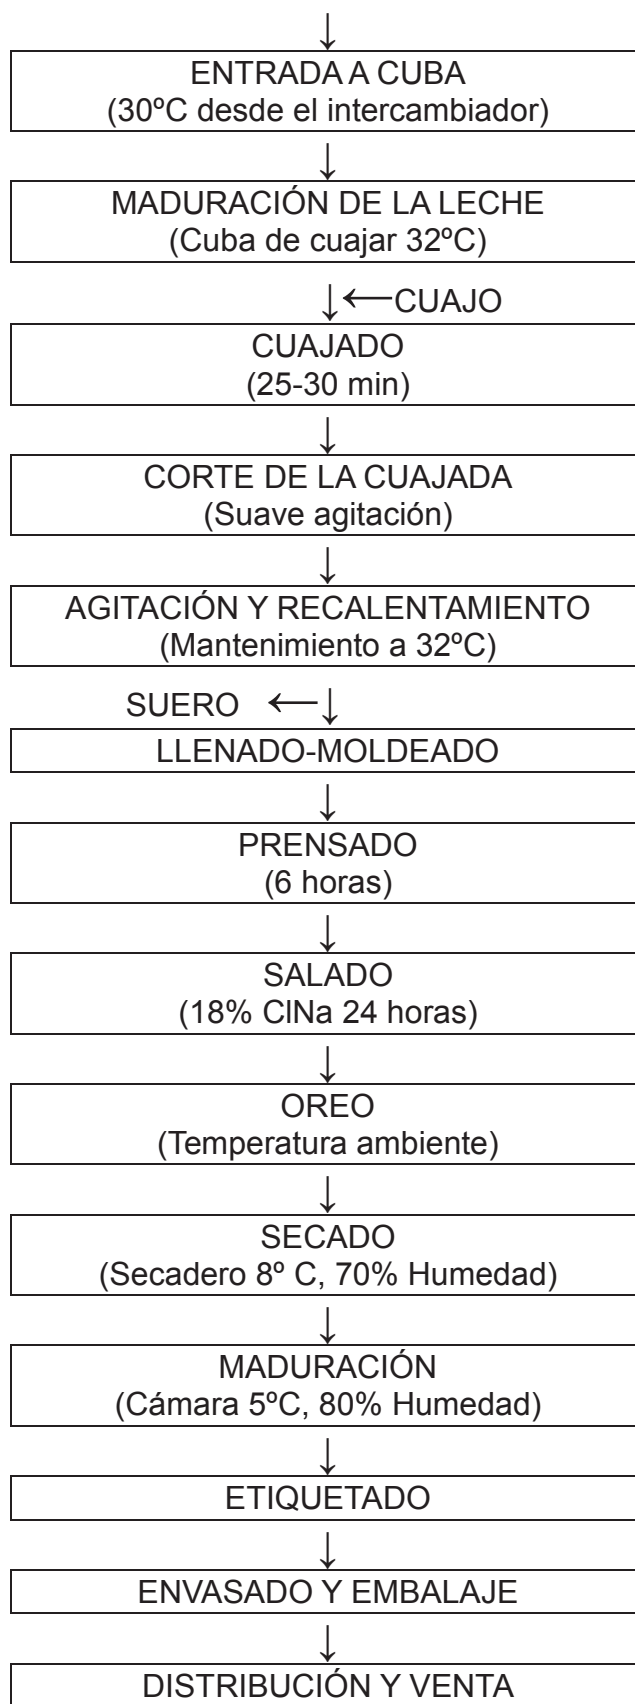 ↓
ENTRADA A CUBA
(30ºC desde el intercambiador)
↓
MADURACIÓN DE LA LECHE
(Cuba de cuajar 32ºC)
↓←CUAJO
CUAJADO
(25-30 min)
↓
CORTE DE LA CUAJADA
(Suave agitación)
↓
AGITACIÓN Y RECALENTAMIENTO
(Mantenimiento a 32ºC)
SUERO ←↓
LLENADO-MOLDEADO
↓
PRENSADO
(6 horas)
↓
SALADO
(18% ClNa 24 horas)
↓
OREO
(Temperatura ambiente)
↓
SECADO
(Secadero 8º C, 70% Humedad)
↓
MADURACIÓN
(Cámara 5ºC, 80% Humedad)
↓
ETIQUETADO
↓
ENVASADO Y EMBALAJE
↓
DISTRIBUCIÓN Y VENTA